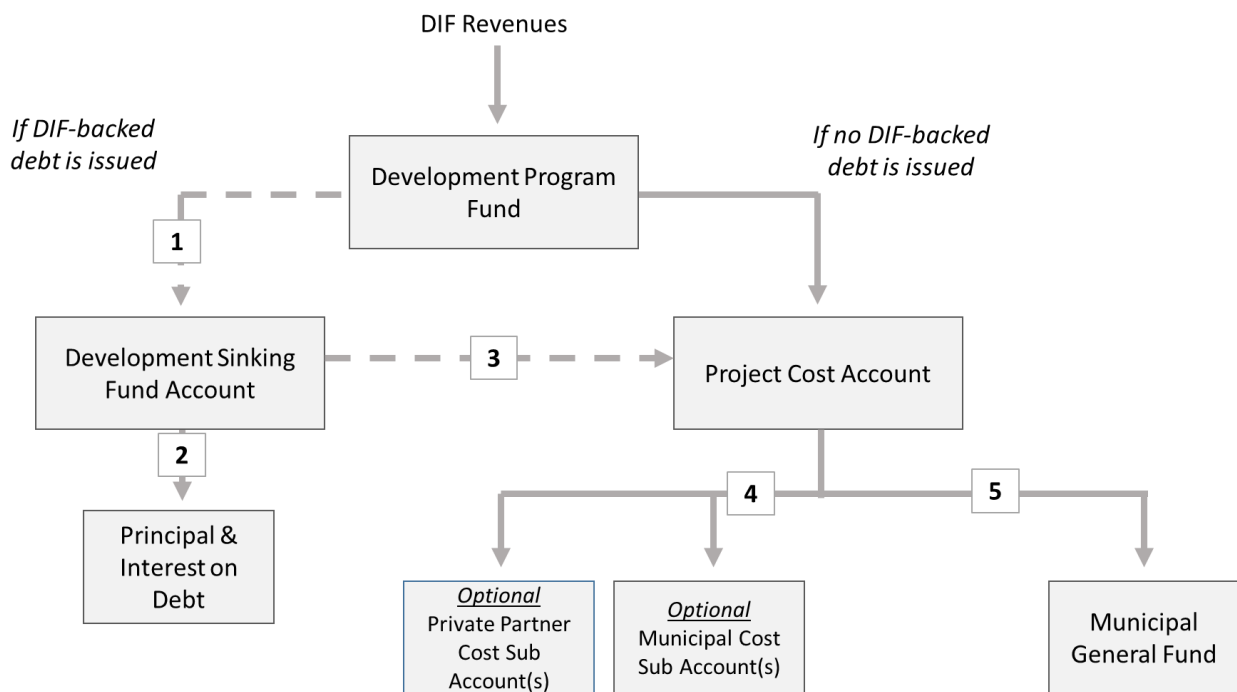 DIF Revenues
If DIF-backed
debt is issued
If no DIF-backed
debt is issued
Development Program
Fund
1
Development Sinking
Fund Account
3
Project Cost Account
2
4
5
Principal &
Interest on
Debt
Optional
Private Partner
Cost Sub
Account(s)
Optional
Municipal Cost
Sub Account(s)
Municipal
General Fund